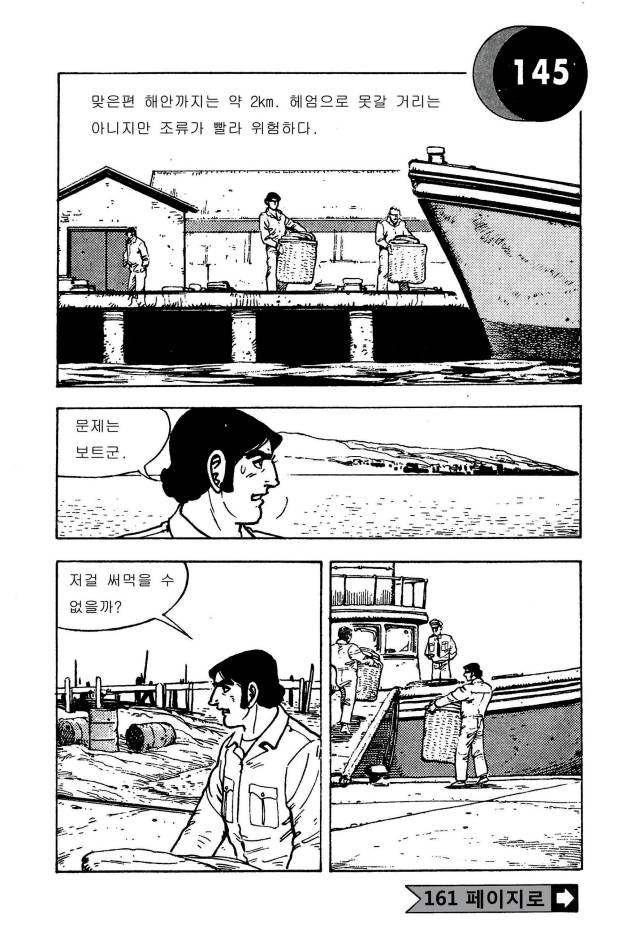 145
맞은편 해안까지는 약 2km. 헤엄으로 못갈 거리는
아니지만 조류가 빨라 위험하다.
문제는
보트군.
저걸 써먹을 수
없을까?
161 페이지로